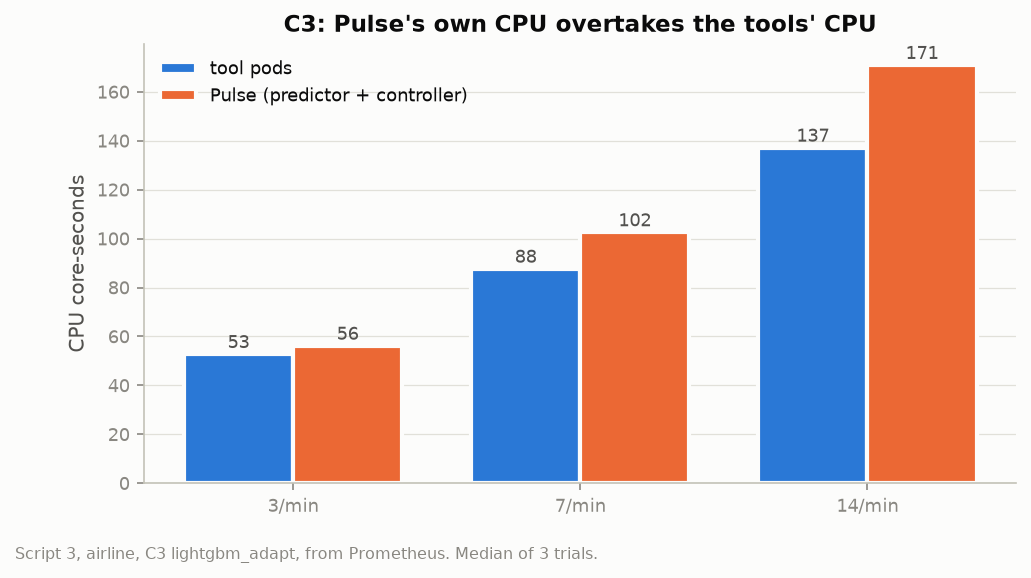 C3: Pulse's own CPU overtakes the tools' CPU
tool pods
Pulse (predictor + controller)
CPU core-seconds
160
140
120
100
80
60
40
20
0
53
56
88
102
137
171
3/min
7/min
14/min
Script 3, airline, C3 lightgbm_adapt, from Prometheus. Median of 3 trials.